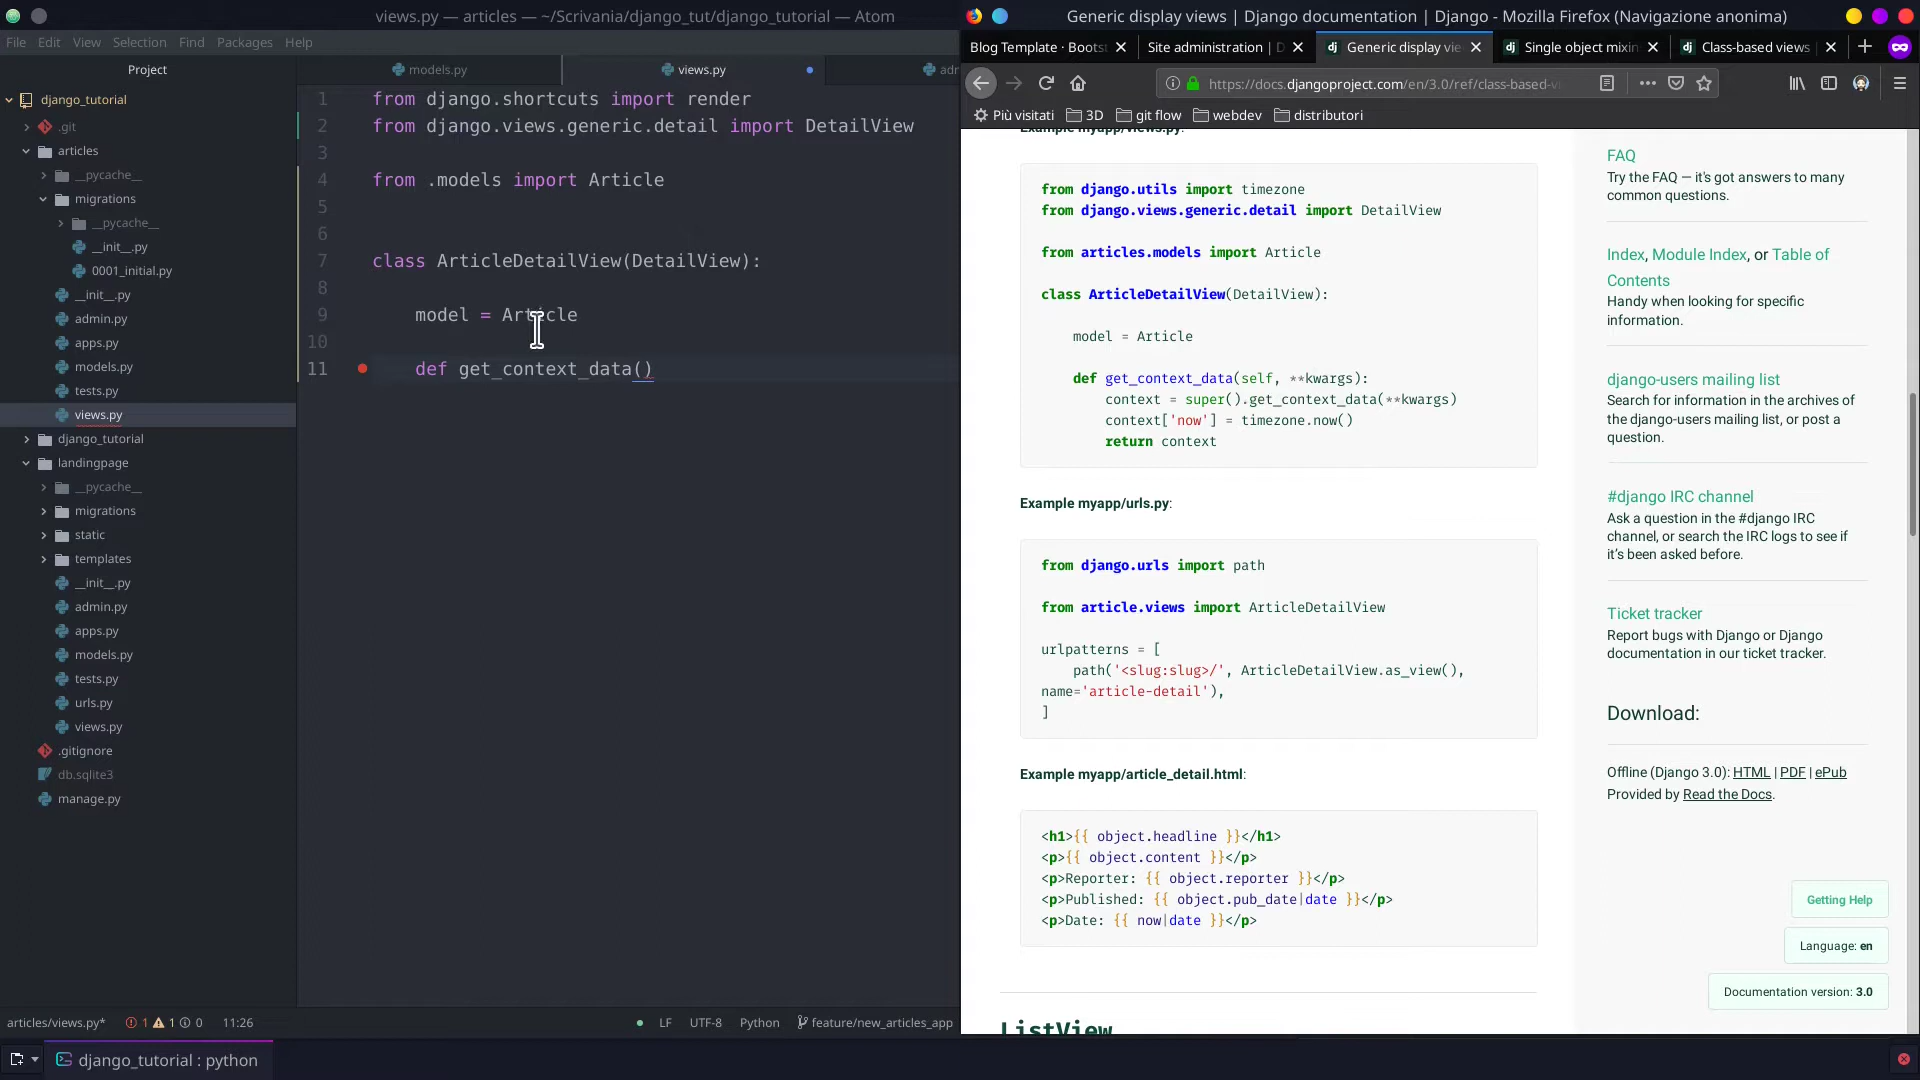 views.py — articles — ~/Scrivania/django_tut/django_tutorial — Atom
File Edit View Selection Find Packages Help
Project
django_tutorial
.git
articles
__pycache__
migrations
__pycache__
__init__.py
0001_initial.py
__init__.py
admin.py
apps.py
models.py
tests.py
views.py
django_tutorial
landingpage
__pycache__
migrations
static
templates
__init__.py
admin.py
apps.py
models.py
tests.py
urls.py
views.py
.gitignore
db.sqlite3
manage.py
models.py
views.py
1 from django.shortcuts import render
2 from django.views.generic.detail import DetailView
3
4 from .models import Article
5
6
7 class ArticleDetailView(DetailView):
8
9 model = Article
10
11 def get_context_data()
articles/views.py* 1 1 0 11:26
LF UTF-8 Python feature/new_articles_app
django_tutorial : python
Generic display views | Django documentation | Django - Mozilla Firefox (Navigazione anonima)
Blog Template · Boots
Site administration |
Generic display vie
Single object mixin
Class-based views
https://docs.djangoproject.com/en/3.0/ref/class-based-vi
Più visitati 3D git flow webdev distributori
Example myapp/views.py:
from django.utils import timezone
from django.views.generic.detail import DetailView
from articles.models import Article
class ArticleDetailView(DetailView):
model = Article
def get_context_data(self, **kwargs):
context = super().get_context_data(**kwargs)
context['now'] = timezone.now()
return context
Example myapp/urls.py:
from django.urls import path
from article.views import ArticleDetailView
urlpatterns = [
path('<slug:slug>/', ArticleDetailView.as_view(),
name='article-detail'),
]
Example myapp/article_detail.html:
<h1>{{ object.headline }}</h1>
<p>{{ object.content }}</p>
<p>Reporter: {{ object.reporter }}</p>
<p>Published: {{ object.pub_date|date }}</p>
<p>Date: {{ now|date }}</p>
ListView
FAQ
Try the FAQ — it's got answers to many
common questions.
Index, Module Index, or Table of
Contents
Handy when looking for specific
information.
django-users mailing list
Search for information in the archives of
the django-users mailing list, or post a
question.
#django IRC channel
Ask a question in the #django IRC
channel, or search the IRC logs to see if
it's been asked before.
Ticket tracker
Report bugs with Django or Django
documentation in our ticket tracker.
Download:
Offline (Django 3.0): HTML | PDF | ePub
Provided by Read the Docs.
Getting Help
Language: en
Documentation version: 3.0